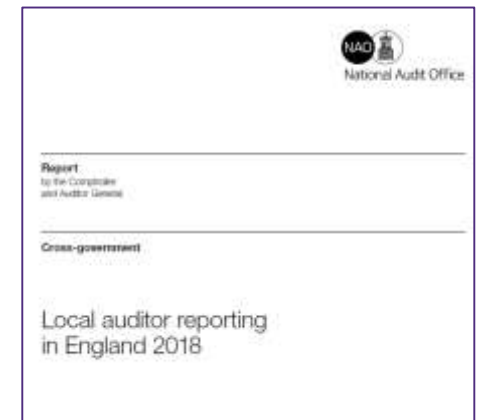 NAO
National Audit Office
Report
by the Comptroller
and Auditor General
Cross-government
Local auditor reporting
in England 2018